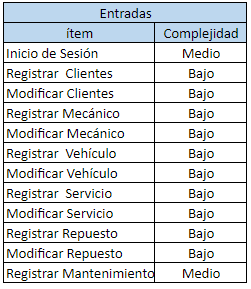 Entradas
ítem Complejidad
Inicio de Sesión Medio
Registrar Clientes Bajo
Modificar Clientes Bajo
Registrar Mecánico Bajo
Modificar Mecánico Bajo
Registrar Vehículo Bajo
Modificar Vehículo Bajo
Registrar Servicio Bajo
Modificar Servicio Bajo
Registrar Repuesto Bajo
Modificar Repuesto Bajo
Registrar Mantenimiento Medio